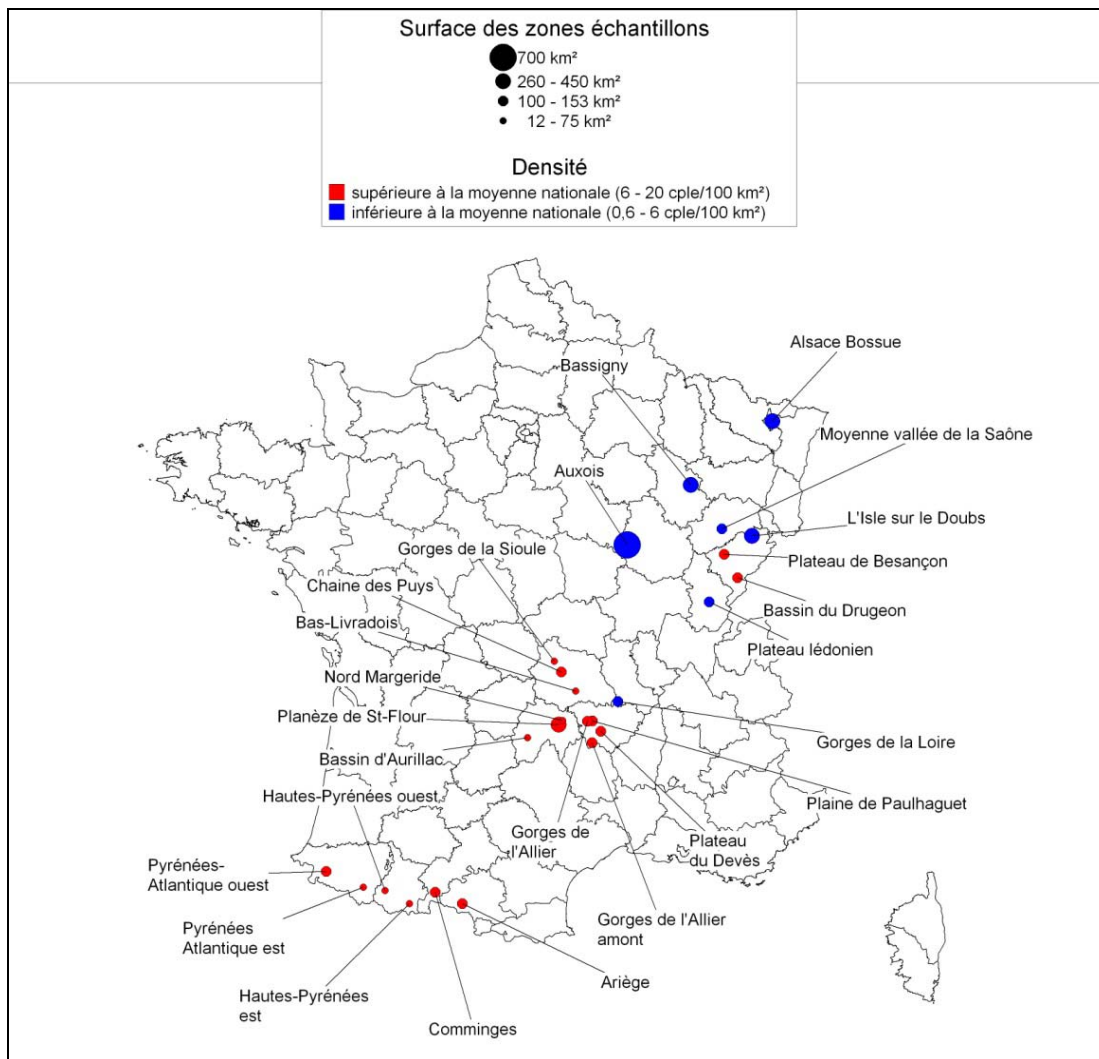 Surface des zones échantillons
700 km²
260 - 450 km²
100 - 153 km²
12 - 75 km²
Densité
supérieure à la moyenne nationale (6 - 20 cple/100 km²)
inférieure à la moyenne nationale (0,6 - 6 cple/100 km²)
Alsace Bossue
Bassigny
Moyenne vallée de la Saône
Auxois
L'Isle sur le Doubs
Gorges de la Sioule
Plateau de Besançon
Chaine des Puys
Bassin du Drugeon
Bas-Livradois
Plateau lédonien
Nord Margeride
Planèze de St-Flour
Gorges de la Loire
Bassin d'Aurillac
Hautes-Pyrénées ouest
Plaine de Paulhaguet
Gorges de
l'Allier
Plateau
du Devès
Pyrénées-
Atlantique ouest
Gorges de l'Allier
amont
Pyrénées
Atlantique est
Ariège
Hautes-Pyrénées
est
Comminges